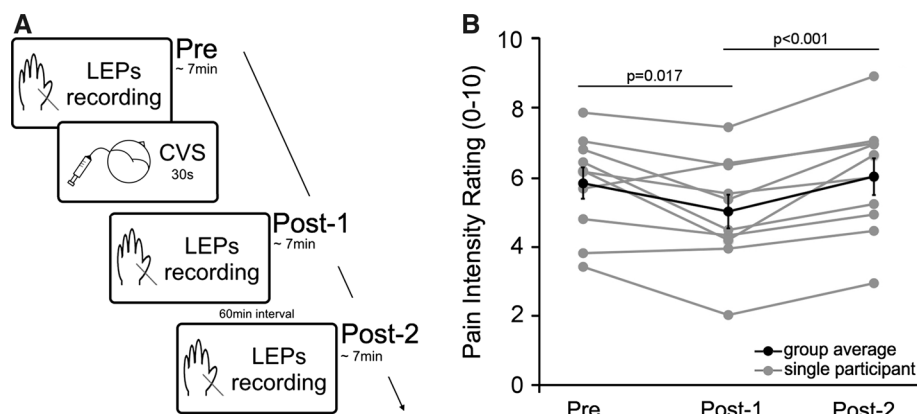 A
Pre
~ 7min
LEPs
recording
CVS
30s
Post-1
~ 7min
LEPs
recording
60min interval
Post-2
~ 7min
LEPs
recording
B
Pain Intensity Rating (0-10)
10
8
6
4
2
0
p=0.017
p<0.001
group average
single participant
Pre
Post-1
Post-2